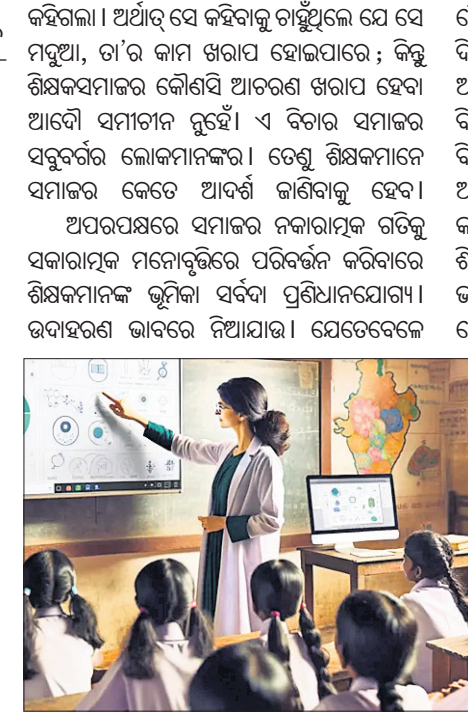 କହିଗଲା । ଅର୍ଥାତ୍ ସେ କହିବାକୁ ଚାହୁଁଥିଲେ ଯେ ସେ
ମଦୁଆ, ତା'ର କାମ ଖରାପ ହୋଇପାରେ ; କିନ୍ତୁ
ଶିକ୍ଷକସମାଜର କୌଣସି ଆଚରଣ ଖରାପ ହେବା
ଆଦୌ ସମୀଚୀନ ନୁହେଁ। ଏ ବିଚାର ସମାଜର
ସବୁବର୍ଗର ଲୋକମାନଙ୍କର। ତେଣୁ ଶିକ୍ଷକମାନେ
ସମାଜର କେତେ ଆଦର୍ଶ ଜାଣିବାକୁ ହେବ।
ଅପରପକ୍ଷରେ ସମାଜର ନକାରାତ୍ମକ ଗତିକୁ
ସକାରାତ୍ମକ ମନୋବୃତ୍ତିରେ ପରିବର୍ତ୍ତନ କରିବାରେ
ଶିକ୍ଷକମାନଙ୍କ ଭୂମିକା ସର୍ବଦା ପ୍ରଣିଧାନଯୋଗ୍ୟ।
ଉଦାହରଣ ଭାବରେ ନିଆଯାଉ। ଯେତେବେଳେ